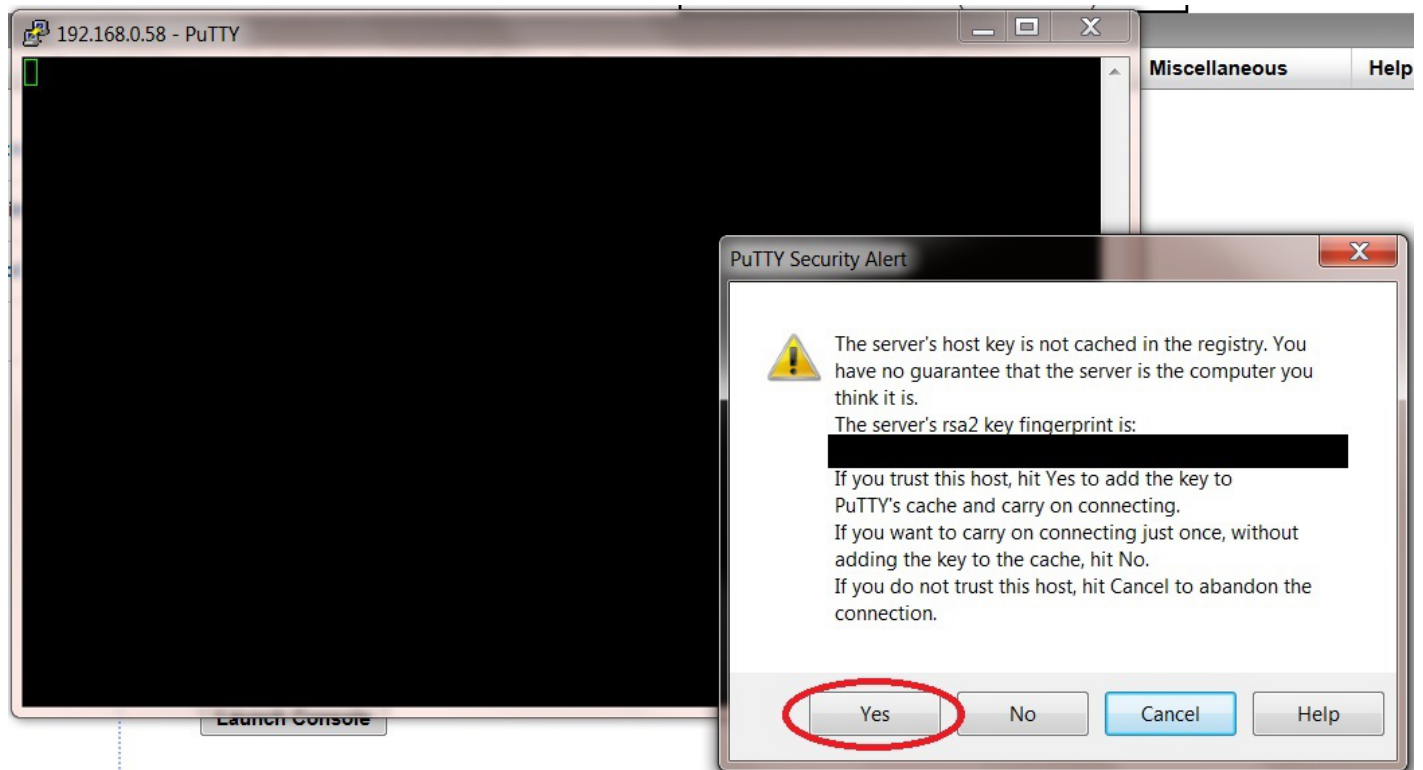 192.168.0.58 - PuTTY
Miscellaneous Help
PuTTY Security Alert
The server's host key is not cached in the registry. You
have no guarantee that the server is the computer you
think it is.
The server's rsa2 key fingerprint is:
If you trust this host, hit Yes to add the key to
PuTTY's cache and carry on connecting.
If you want to carry on connecting just once, without
adding the key to the cache, hit No.
If you do not trust this host, hit Cancel to abandon the
connection.
Yes No Cancel Help
Launch Console